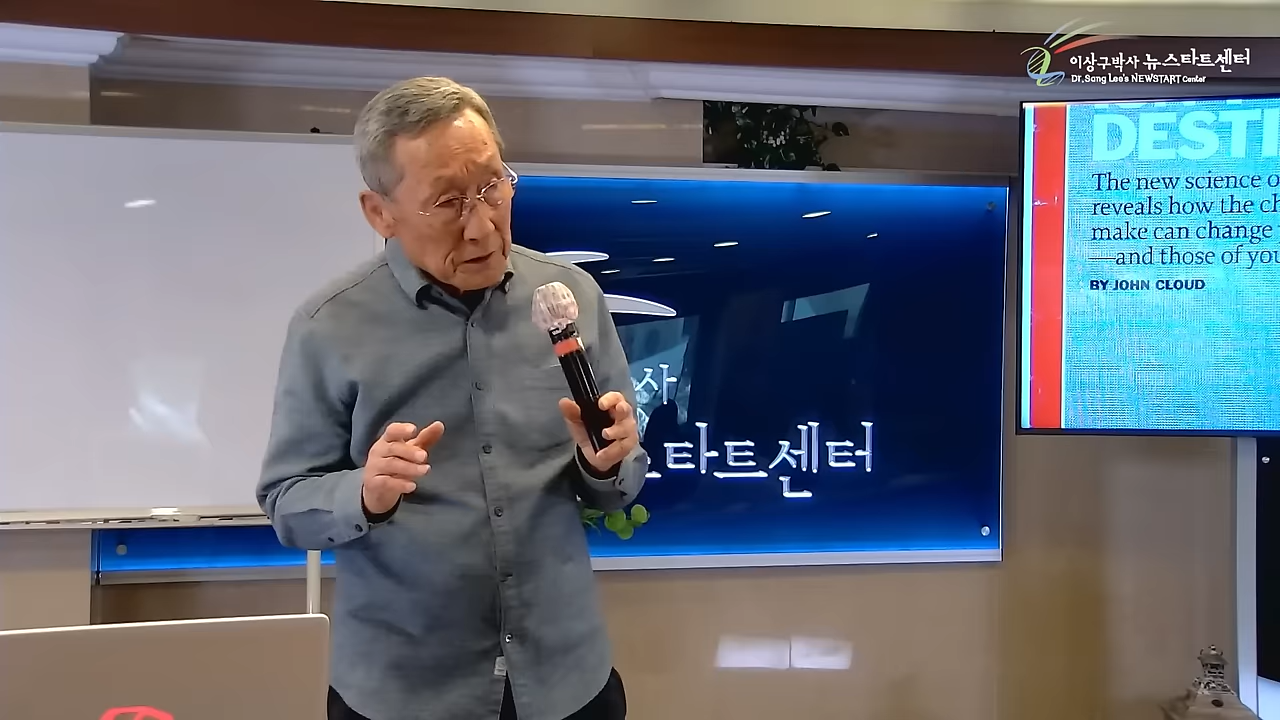 이상구박사 뉴스타트센터
Dr.Sang Lee's NEWSTART Center
DESTI
The new science o
reveals how the ch
make can change
—and those of you
BY JOHN CLOUD
사
스타트센터